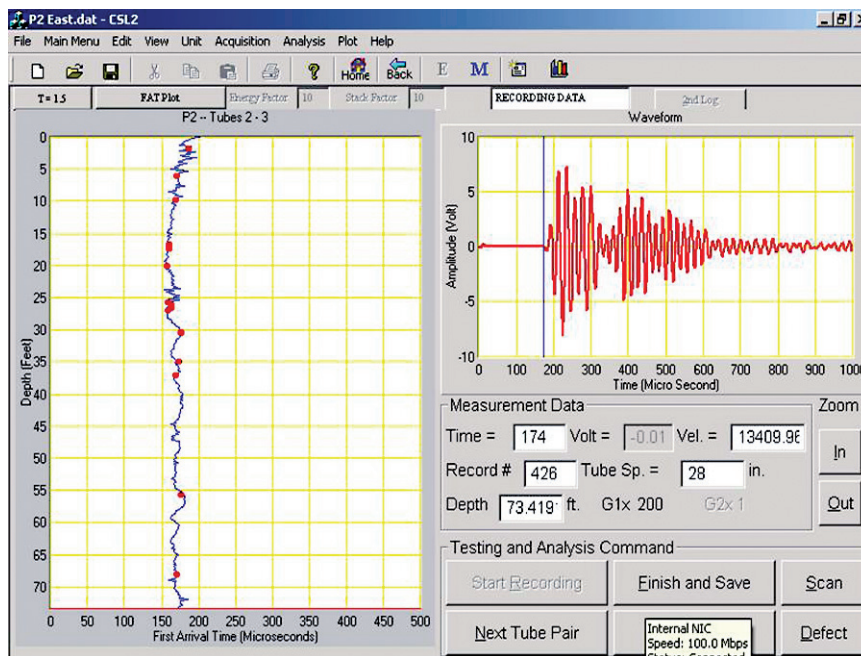 P2 East.dat - CSL2
File Main Menu Edit View Unit Acquisition Analysis Plot Help
Home Back E M
T= 1.5 FAT Plot Energy Factor 10 Stack Factor 10 RECORDING DATA 2nd Log
P2 -- Tubes 2 - 3
0
5
10
15
20
25
30
35
40
45
50
55
60
65
70
Depth (Feet)
0 50 100 150 200 250 300 350 400 450 500
First Arrival Time (Microseconds)
Waveform
10
5
0
-5
-10
Amplitude (Volt)
0 100 200 300 400 500 600 700 800 900 1000
Time (Micro Second)
Measurement Data
Time = 174 Volt = -0.01 Vel. = 13409.96
Record # 426 Tube Sp. = 28 in.
Depth 73.419 ft. G1x 200 G2x 1
Zoom
In
Out
Testing and Analysis Command
Start Recording Finish and Save Scan
Next Tube Pair Defect
Internal NIC
Speed: 100.0 Mbps
Status: Connected